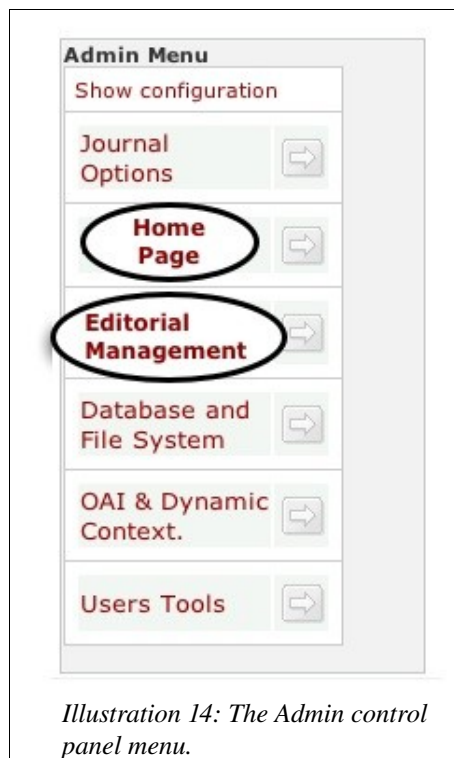 Admin Menu
Show configuration
Journal
Options
Home
Page
Editorial
Management
Database and
File System
OAI & Dynamic
Context.
Users Tools
Illustration 14: The Admin control
panel menu.